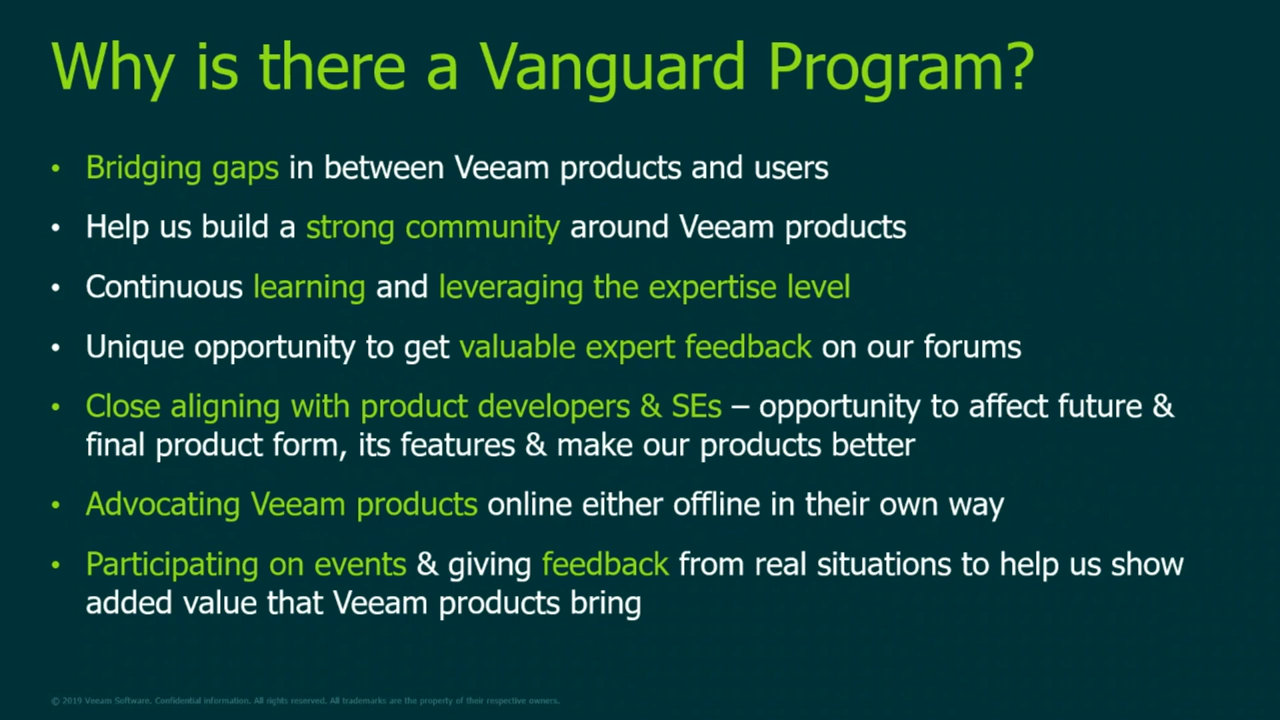 Why is there a Vanguard Program?
• Bridging gaps in between Veeam products and users
• Help us build a strong community around Veeam products
• Continuous learning and leveraging the expertise level
• Unique opportunity to get valuable expert feedback on our forums
• Close aligning with product developers & SEs – opportunity to affect future &
final product form, its features & make our products better
• Advocating Veeam products online either offline in their own way
• Participating on events & giving feedback from real situations to help us show
added value that Veeam products bring
© 2019 Veeam Software. Confidential information. All rights reserved. All trademarks are the property of their respective owners.